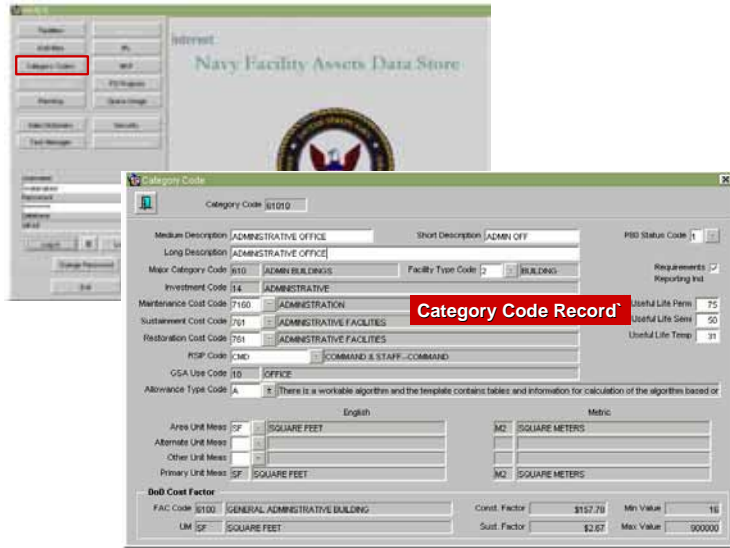 internet
Navy Facility Assets Data Store
Facilities
Activities
Category Codes
Planning
Security
Task Manager
Category Code
Category Code 61010
Medium Description ADMINISTRATIVE OFFICE Short Description ADMIN OFF PBD Status Code 1
Long Description ADMINISTRATIVE OFFICE
Major Category Code 610 ADMIN BUILDINGS Facility Type Code 2 BUILDING Requirements Reporting Ind.
Investment Code 14 ADMINISTRATIVE
Maintenance Cost Code 7160 ADMINISTRATION Useful Life Perm 75
Category Code Record`
Sustainment Cost Code 761 ADMINISTRATIVE FACILITIES Useful Life Semi 50
Restoration Cost Code 761 ADMINISTRATIVE FACILITIES Useful Life Temp 31
RSIP Code CMD COMMAND & STAFF--COMMAND
GSA Use Code 10 OFFICE
Allowance Type Code A There is a workable algorithm and the template contains tables and information for calculation of the algorithm based or
English Metric
Area Unit Meas SF SQUARE FEET M2 SQUARE METERS
Alternate Unit Meas
Other Unit Meas
Primary Unit Meas SF SQUARE FEET M2 SQUARE METERS
DoD Cost Factor
FAC Code 6100 GENERAL ADMINISTRATIVE BUILDING Const. Factor $157.78 Min Value 16
UM SF SQUARE FEET Sust. Factor $2.67 Max Value 900000